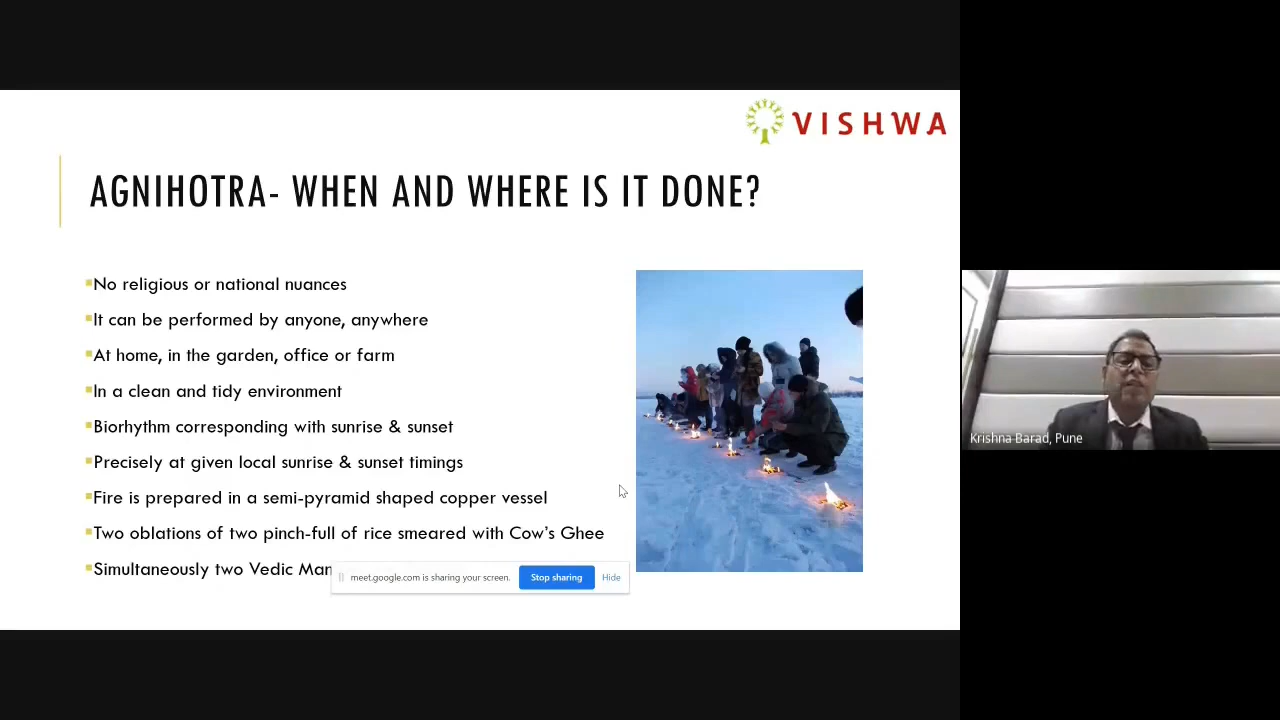 VISHWA
AGNIHOTRA- WHEN AND WHERE IS IT DONE?
▪No religious or national nuances
▪It can be performed by anyone, anywhere
▪At home, in the garden, office or farm
▪In a clean and tidy environment
▪Biorhythm corresponding with sunrise & sunset
▪Precisely at given local sunrise & sunset timings
▪Fire is prepared in a semi-pyramid shaped copper vessel
▪Two oblations of two pinch-full of rice smeared with Cow's Ghee
▪Simultaneously two Vedic
meet.google.com is sharing your screen. Stop sharing Hide
Krishna Barad, Pune